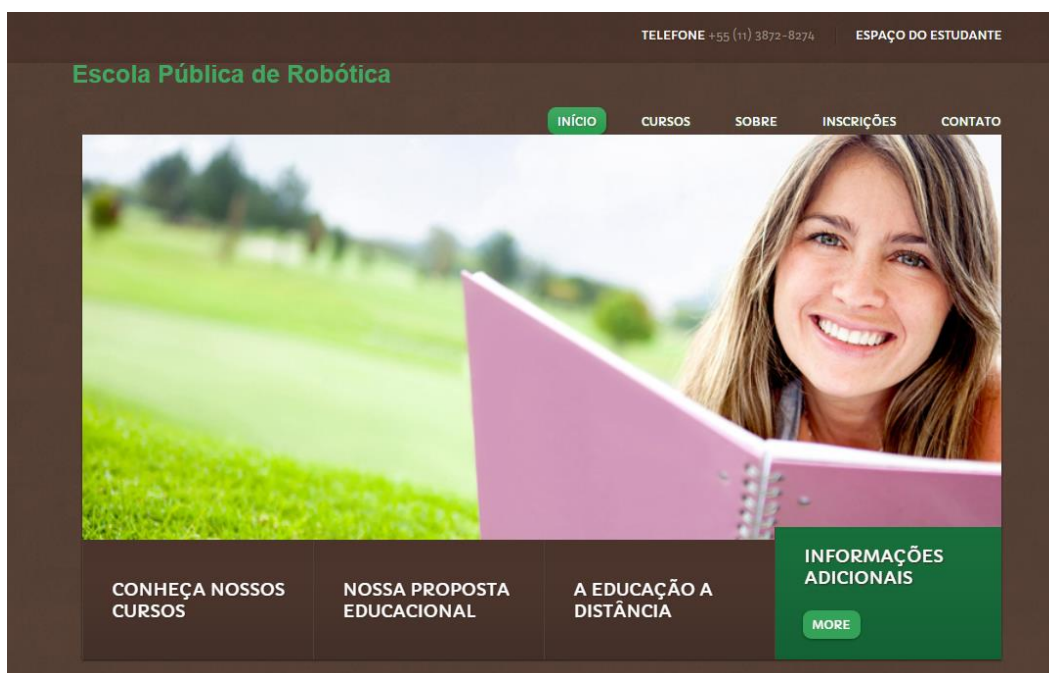 TELEFONE +55 (11) 3872-8274 ESPAÇO DO ESTUDANTE
Escola Pública de Robótica
INÍCIO CURSOS SOBRE INSCRIÇÕES CONTATO
CONHEÇA NOSSOS
CURSOS
NOSSA PROPOSTA
EDUCACIONAL
A EDUCAÇÃO A
DISTÂNCIA
INFORMAÇÕES
ADICIONAIS
MORE